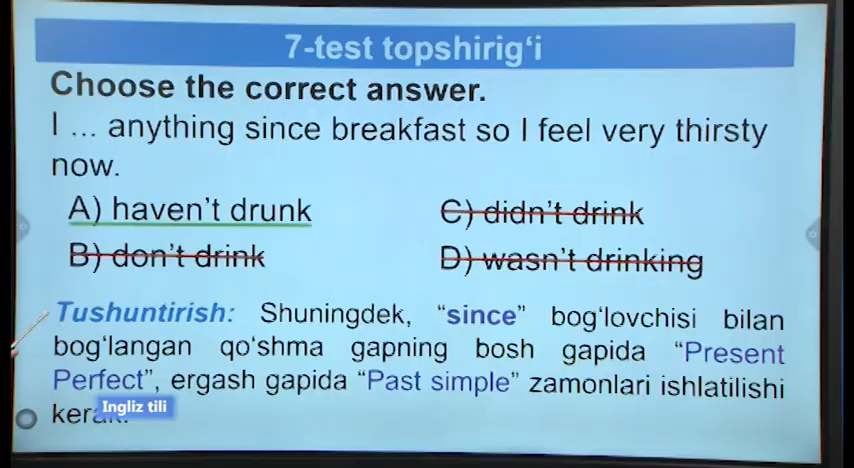 7-test topshirig‘i
Choose the correct answer.
I ... anything since breakfast so I feel very thirsty
now.
A) haven’t drunk
C) didn’t drink
B) don’t drink
D) wasn’t drinking
Tushuntirish: Shuningdek, “since” bog‘lovchisi bilan
bog‘langan qo‘shma gapning bosh gapida “Present
Perfect”, ergash gapida “Past simple” zamonlari ishlatilishi
Ingliz tili